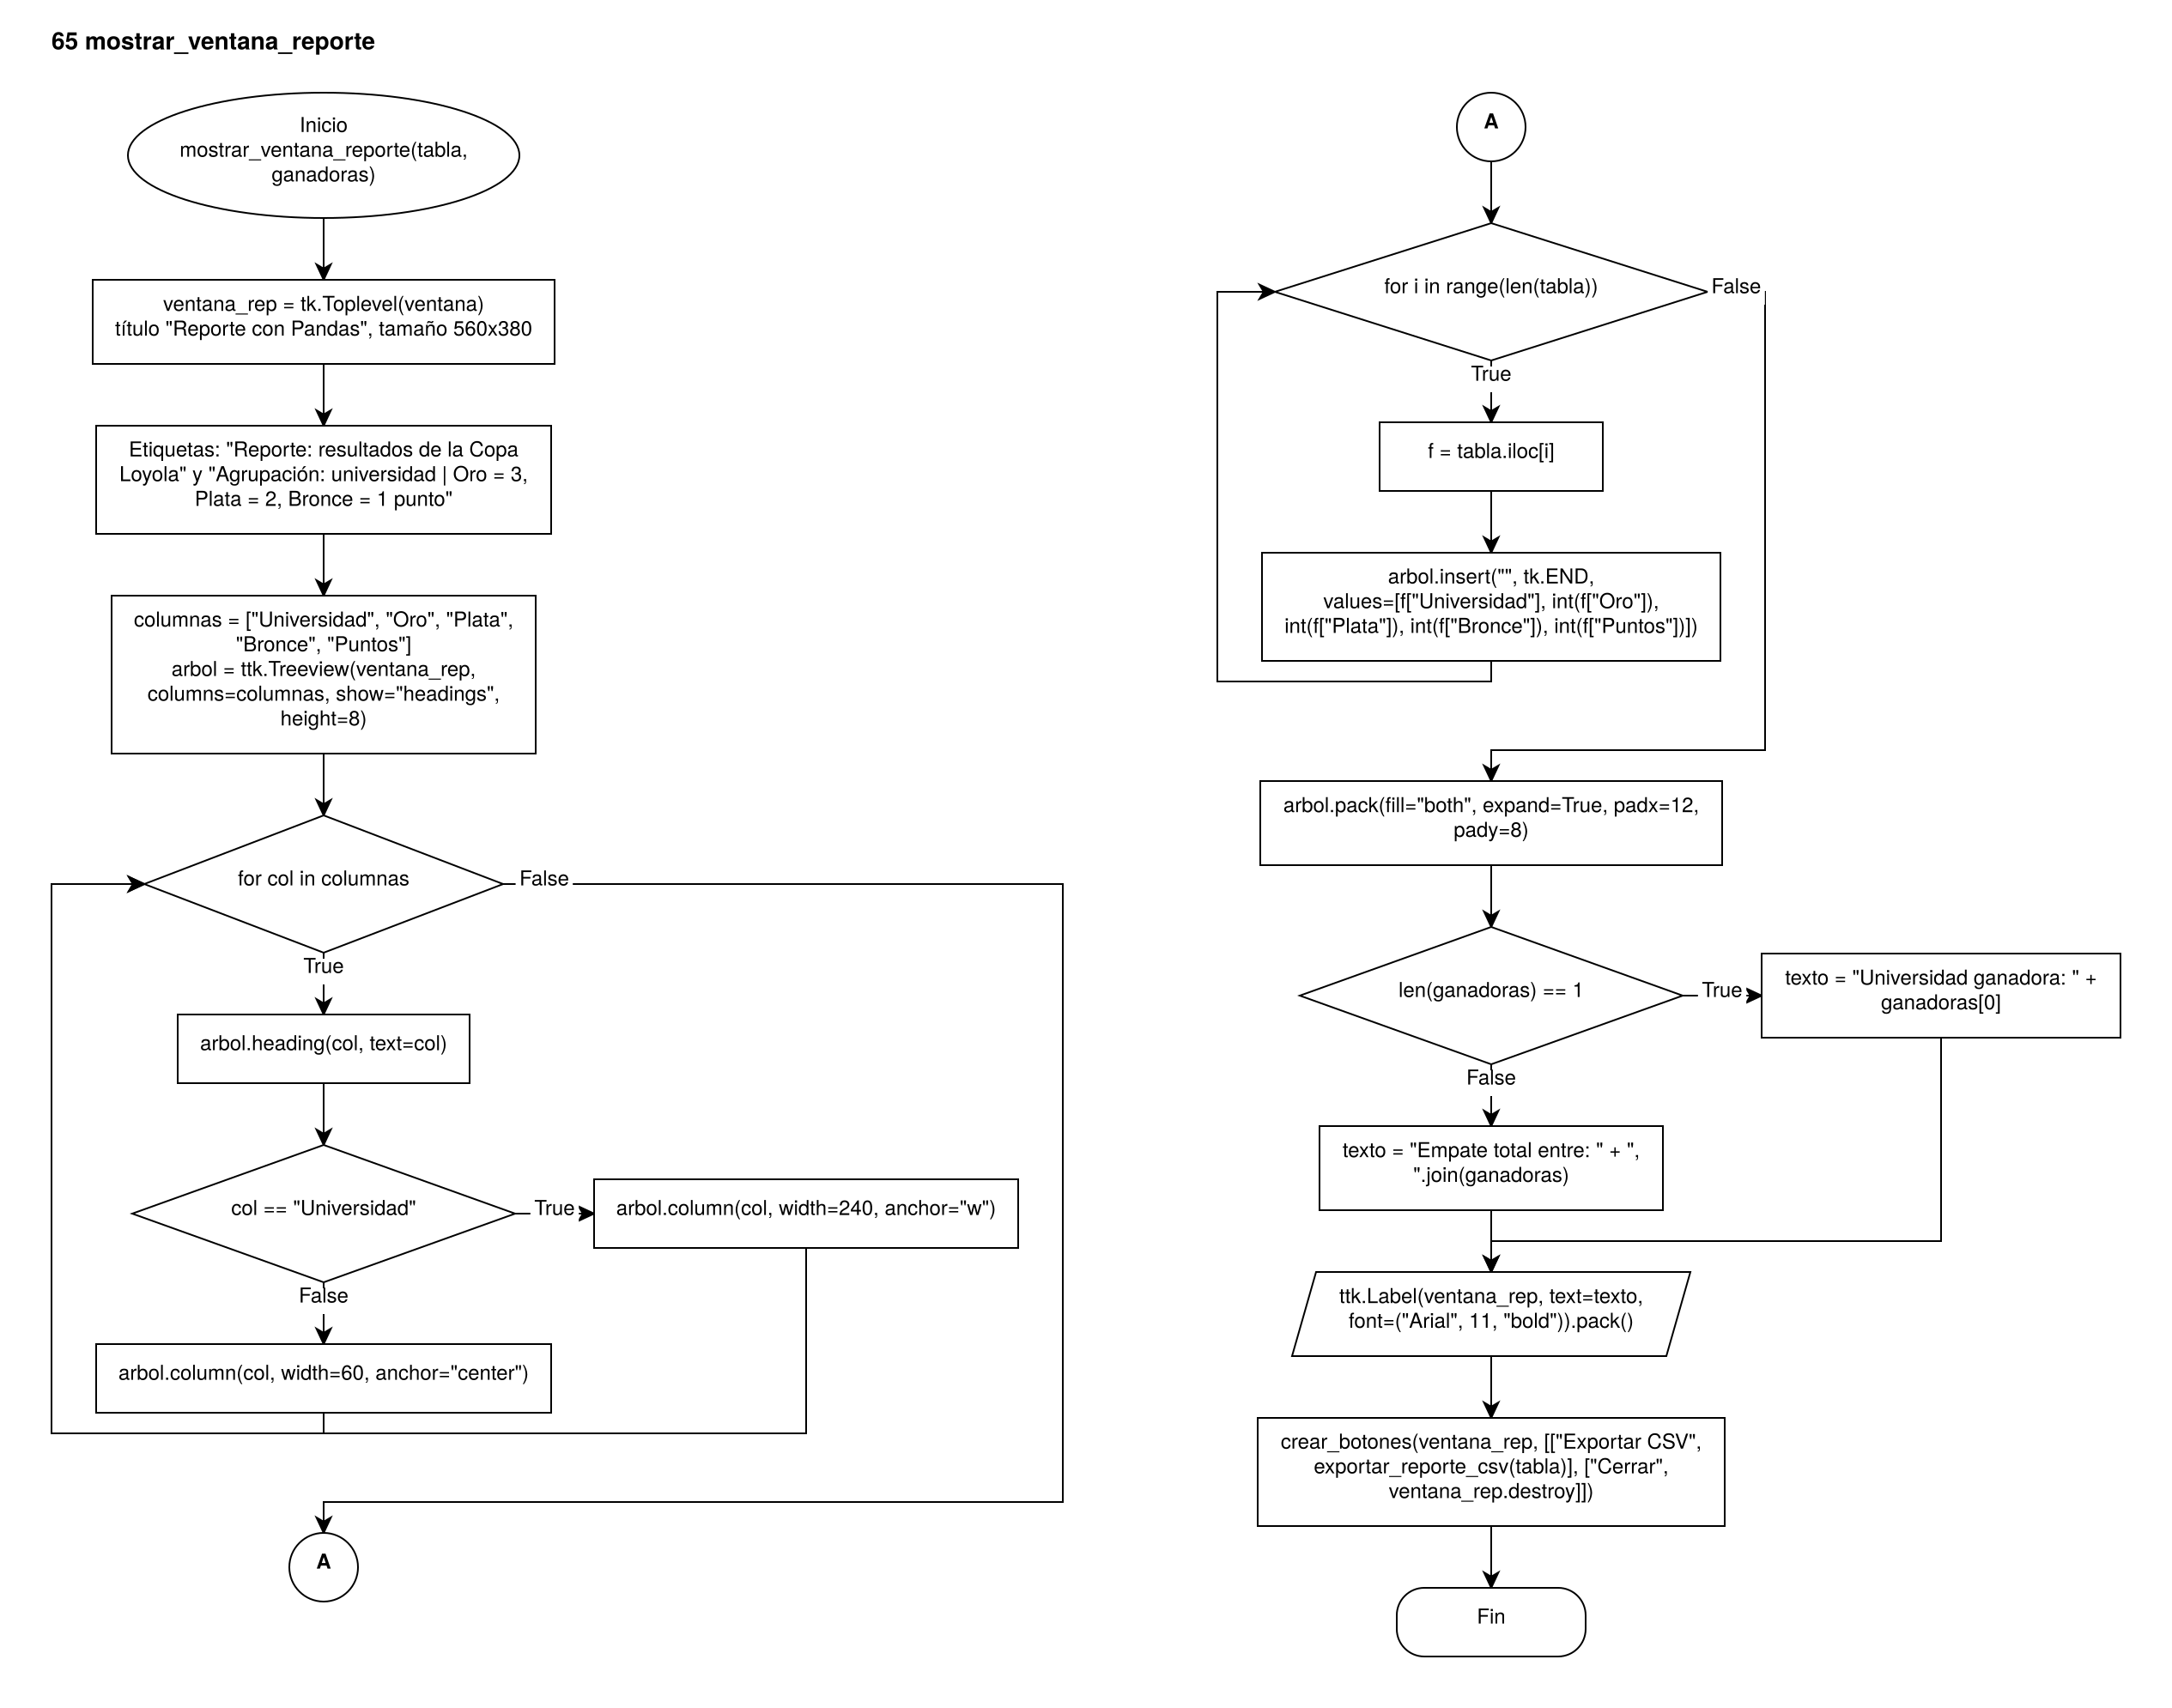 65 mostrar_ventana_reporte
Inicio
mostrar_ventana_reporte(tabla,
ganadoras)
ventana_rep = tk.Toplevel(ventana)
título "Reporte con Pandas", tamaño 560x380
Etiquetas: "Reporte: resultados de la Copa
Loyola" y "Agrupación: universidad | Oro = 3,
Plata = 2, Bronce = 1 punto"
columnas = ["Universidad", "Oro", "Plata",
"Bronce", "Puntos"]
arbol = ttk.Treeview(ventana_rep,
columns=columnas, show="headings",
height=8)
for col in columnas
False
True
arbol.heading(col, text=col)
col == "Universidad"
True
arbol.column(col, width=240, anchor="w")
False
arbol.column(col, width=60, anchor="center")
A
A
for i in range(len(tabla))
False
True
f = tabla.iloc[i]
arbol.insert("", tk.END,
values=[f["Universidad"], int(f["Oro"]),
int(f["Plata"]), int(f["Bronce"]), int(f["Puntos"])])
arbol.pack(fill="both", expand=True, padx=12,
pady=8)
len(ganadoras) == 1
True
texto = "Universidad ganadora: " +
ganadoras[0]
False
texto = "Empate total entre: " + ",
".join(ganadoras)
ttk.Label(ventana_rep, text=texto,
font=("Arial", 11, "bold")).pack()
crear_botones(ventana_rep, [["Exportar CSV",
exportar_reporte_csv(tabla)], ["Cerrar",
ventana_rep.destroy]])
Fin